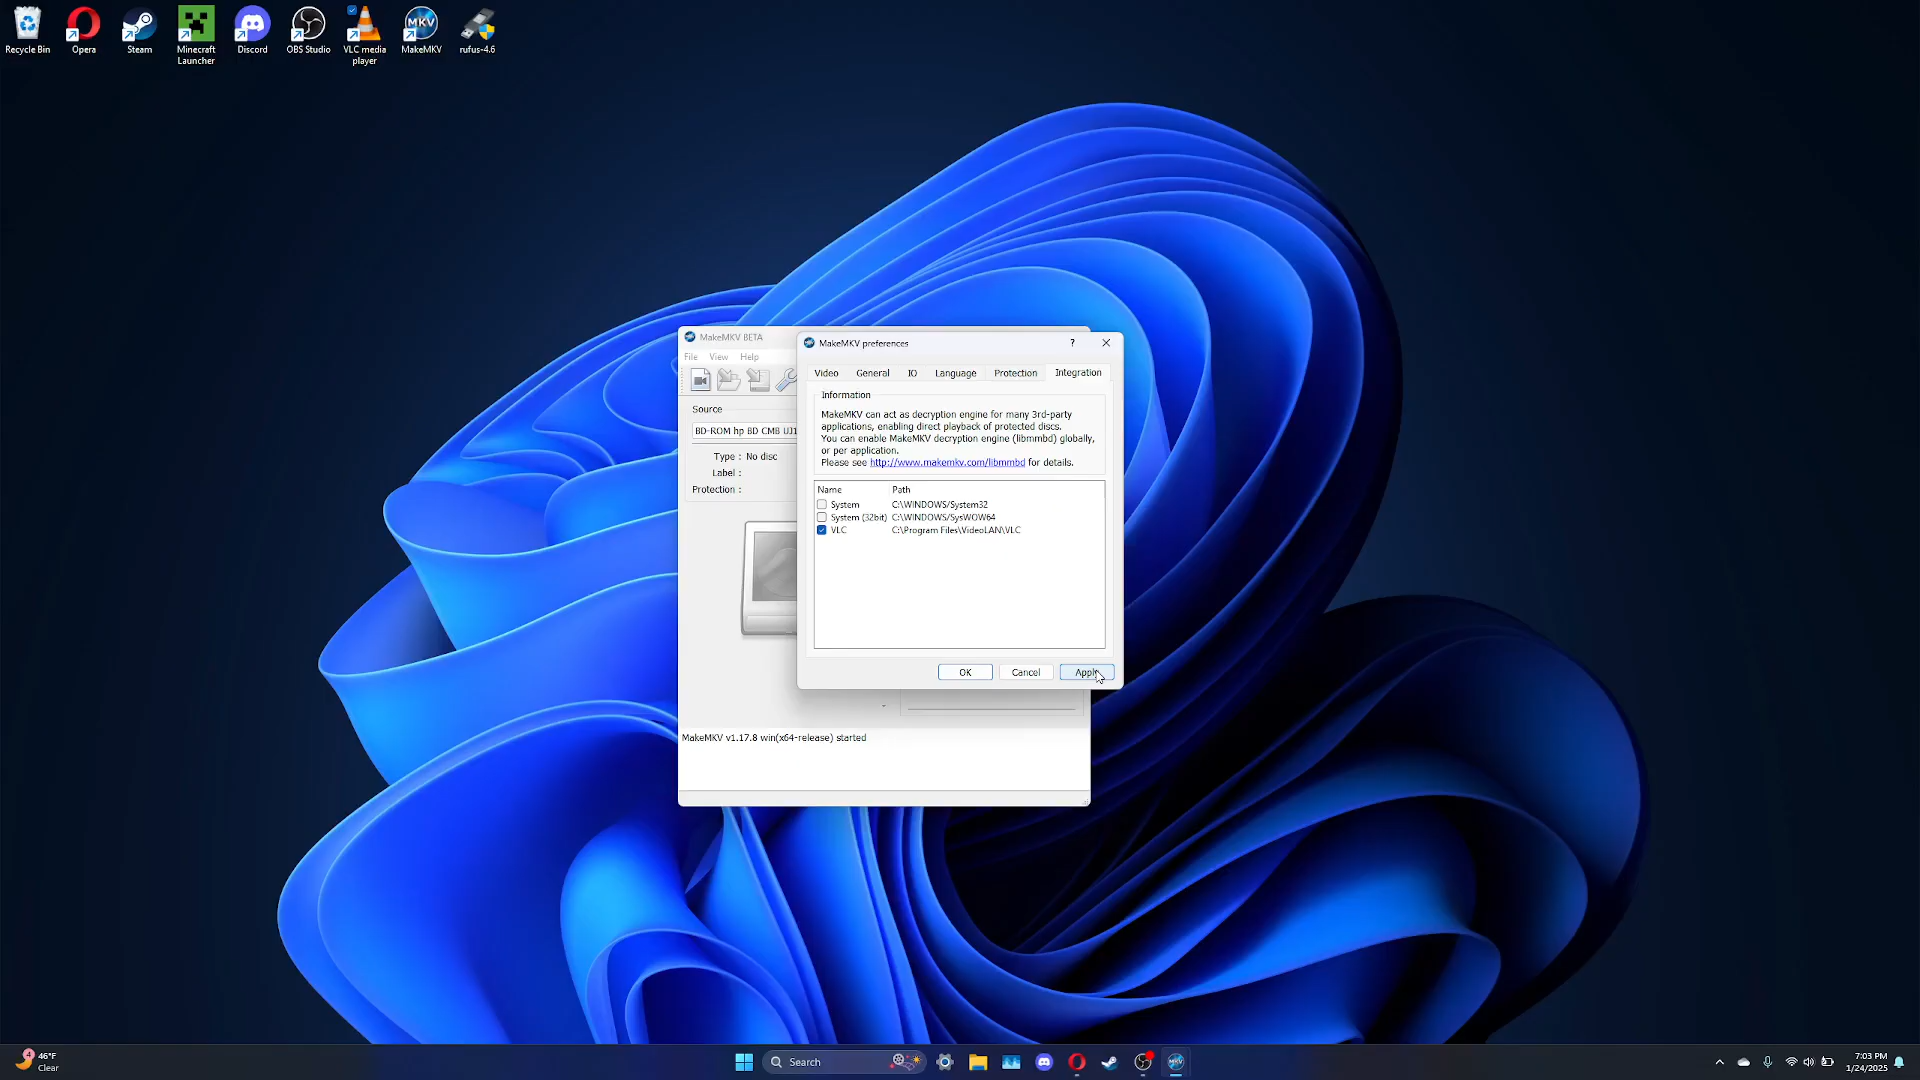 Recycle Bin
Opera
Steam
Minecraft
Launcher
Discord
OBS Studio
VLC media
player
MakeMKV
rufus-4.6
MKV
MakeMKV BETA
File View Help
Source
BD-ROM hp BD CMB UJ1
Type : No disc
Label :
Protection :
MakeMKV v1.17.8 win(x64-release) started
MakeMKV preferences
?
Video General IO Language Protection Integration
Information
MakeMKV can act as decryption engine for many 3rd-party
applications, enabling direct playback of protected discs.
You can enable MakeMKV decryption engine (libmmbd) globally,
or per application.
Please see http://www.makemkv.com/libmmbd for details.
Name Path
System C:\WINDOWS/System32
System (32bit) C:\WINDOWS/SysWOW64
VLC C:\Program Files\VideoLAN\VLC
OK Cancel Apply
4
46°F
Clear
Search
7:03 PM
1/24/2025